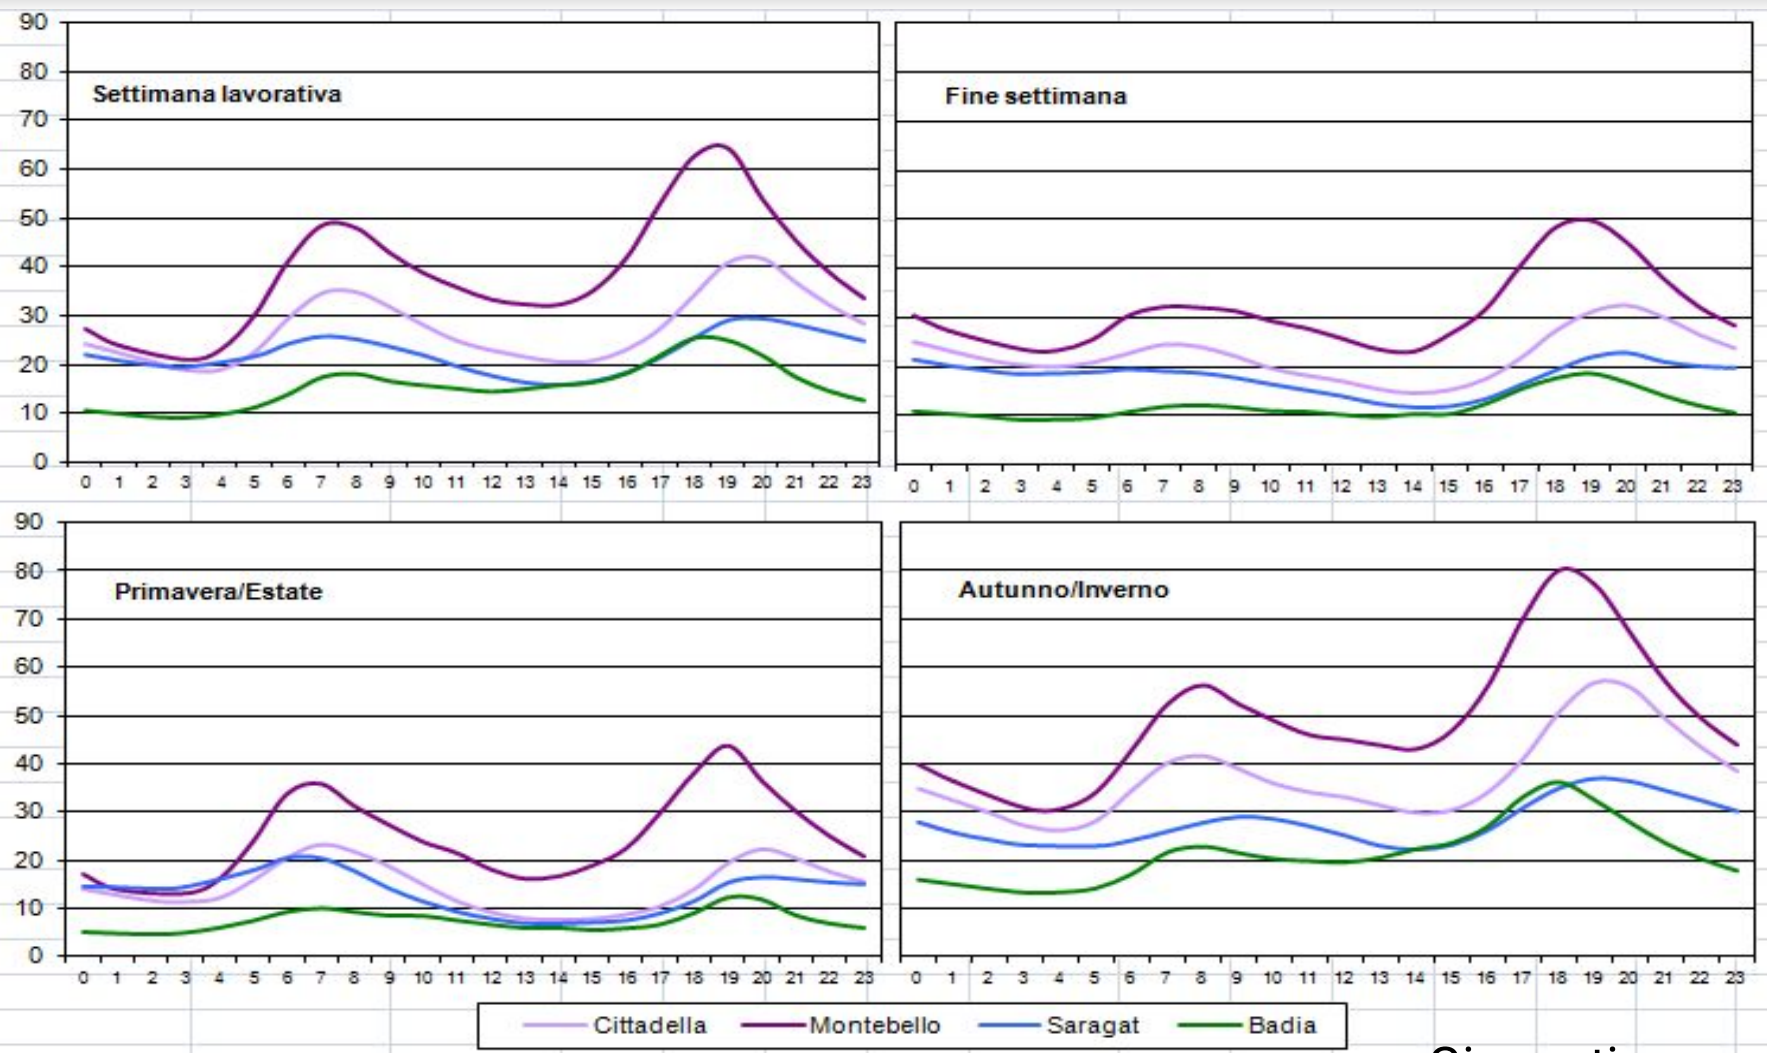 90
80
70
60
50
40
30
20
10
0
Settimana lavorativa
0 1 2 3 4 5 6 7 8 9 10 11 12 13 14 15 16 17 18 19 20 21 22 23
Fine settimana
0 1 2 3 4 5 6 7 8 9 10 11 12 13 14 15 16 17 18 19 20 21 22 23
90
80
70
60
50
40
30
20
10
0
Primavera/Estate
0 1 2 3 4 5 6 7 8 9 10 11 12 13 14 15 16 17 18 19 20 21 22 23
Autunno/Inverno
0 1 2 3 4 5 6 7 8 9 10 11 12 13 14 15 16 17 18 19 20 21 22 23
Cittadella Montebello Saragat Badia